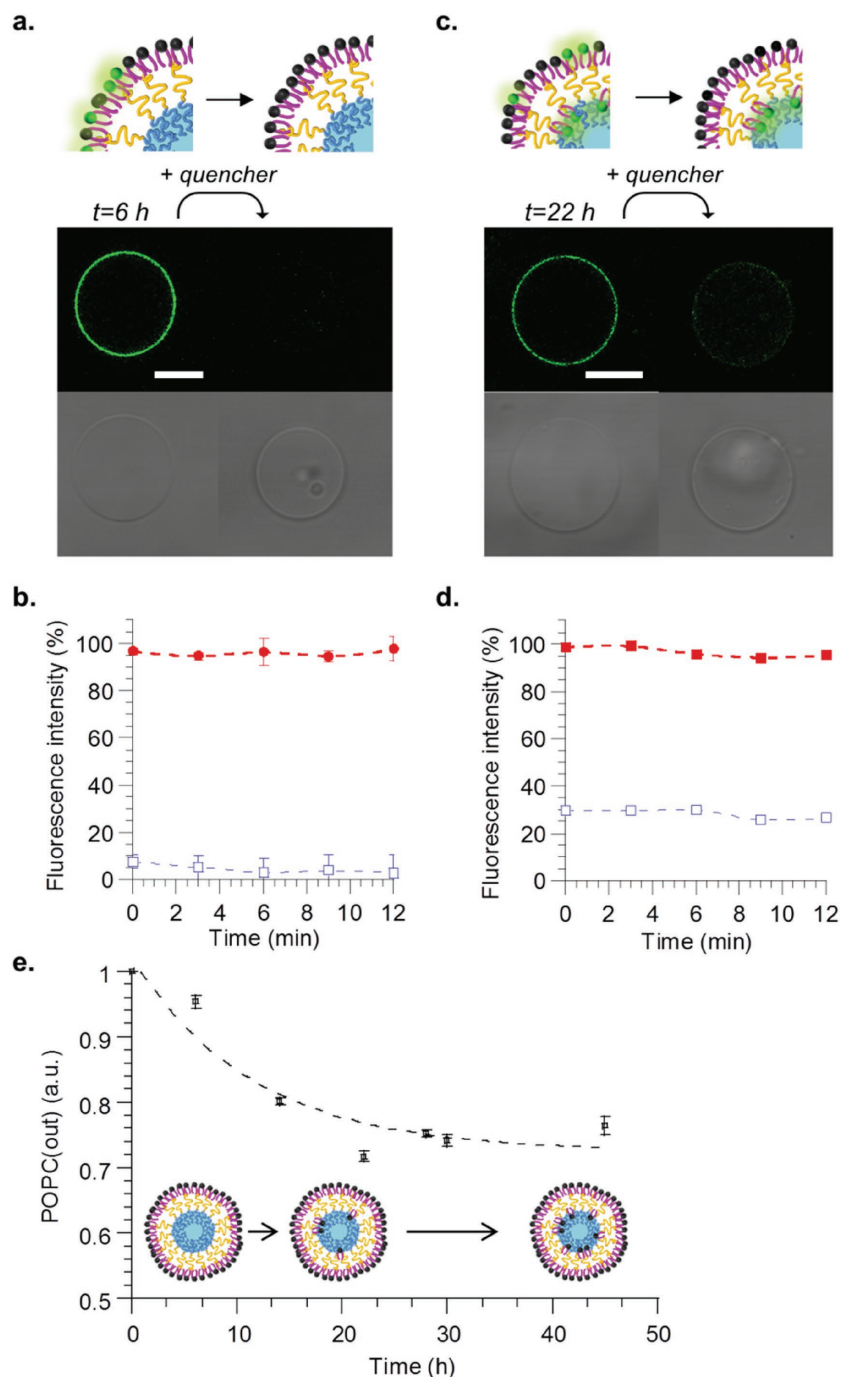 a.
c.
+ quencher
+ quencher
t=6 h
t=22 h
b.
d.
Fluorescence intensity (%)
100
80
60
40
20
0
0 2 4 6 8 10 12
Time (min)
Fluorescence intensity (%)
100
80
60
40
20
0
0 2 4 6 8 10 12
Time (min)
e.
POPC(out) (a.u.)
1
0.9
0.8
0.7
0.6
0.5
0 10 20 30 40 50
Time (h)